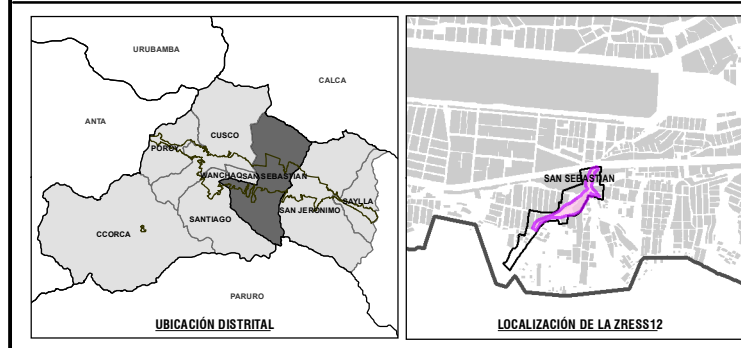 URUBAMBA
CALCA
ANTA
CUSCO
POROY
WANCHAQ
SAN SEBASTIAN
SAYLLA
SAN JERONIMO
SANTIAGO
CCORCA
PARURO
UBICACIÓN DISTRITAL
SAN SEBASTIAN
LOCALIZACIÓN DE LA ZRESS12